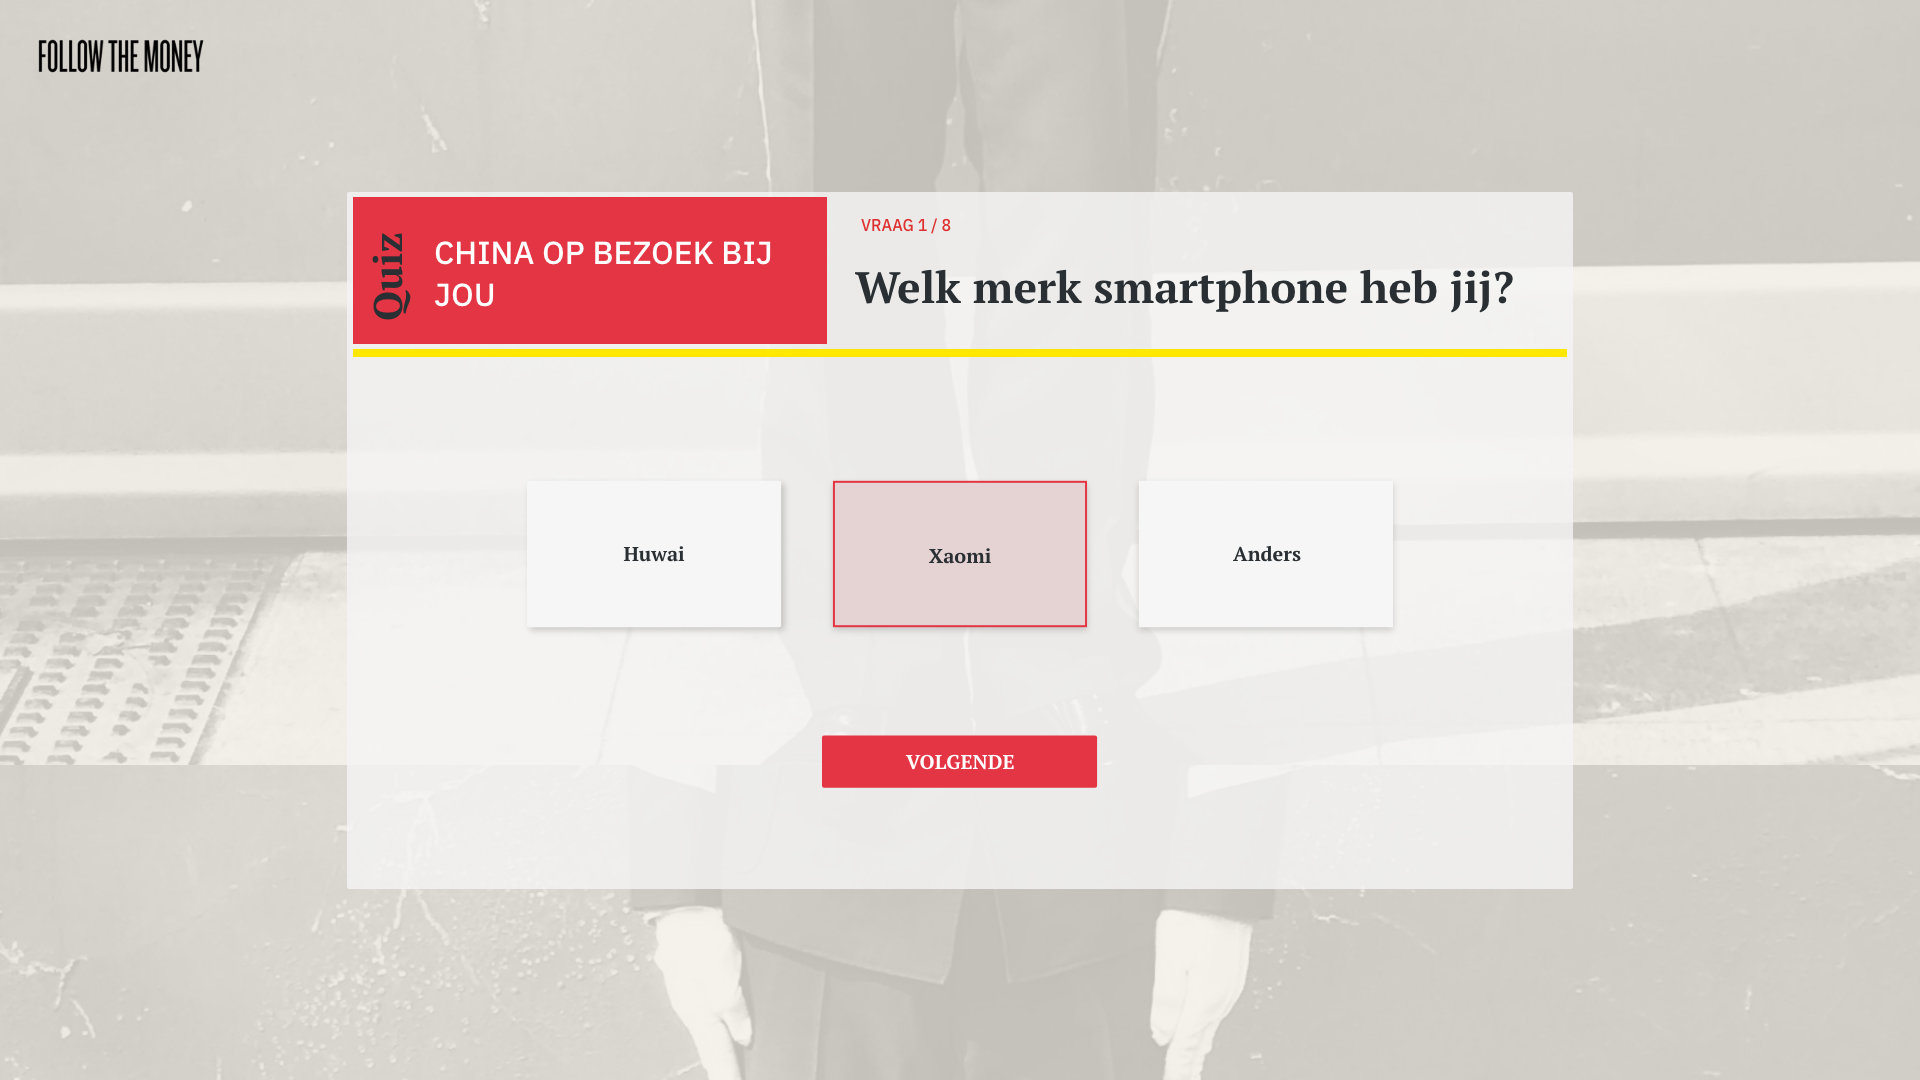 FOLLOW THE MONEY
Quiz
CHINA OP BEZOEK BIJ
JOU
VRAAG 1 / 8
Welk merk smartphone heb jij?
Huwai
Xaomi
Anders
VOLGENDE